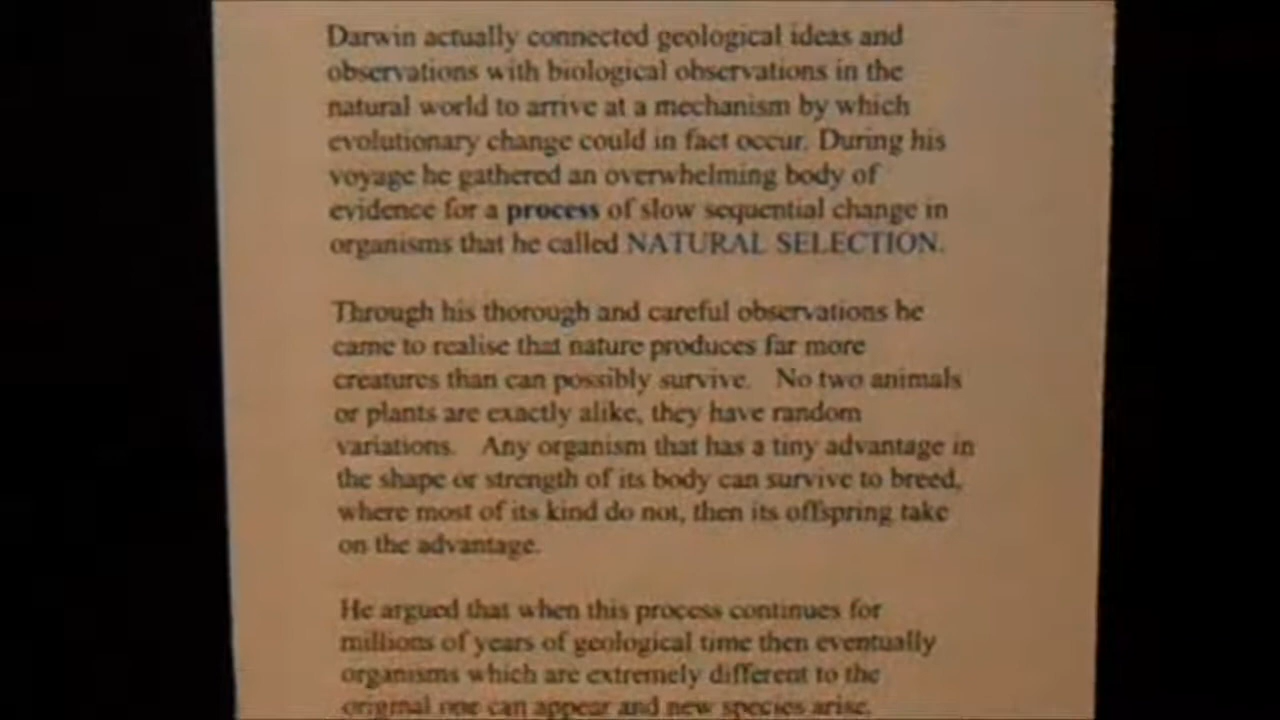 Darwin actually connected geological ideas and
observations with biological observations in the
natural world to arrive at a mechanism by which
evolutionary change could in fact occur. During his
voyage he gathered an overwhelming body of
evidence for a process of slow sequential change in
organisms that he called NATURAL SELECTION.
Through his thorough and careful observations he
came to realise that nature produces far more
creatures than can possibly survive. No two animals
or plants are exactly alike, they have random
variations. Any organism that has a tiny advantage in
the shape or strength of its body can survive to breed,
where most of its kind do not, then its offspring take
on the advantage.
He argued that when this process continues for
millions of years of geological time then eventually
organisms which are extremely different to the
original one can appear and new species arise.